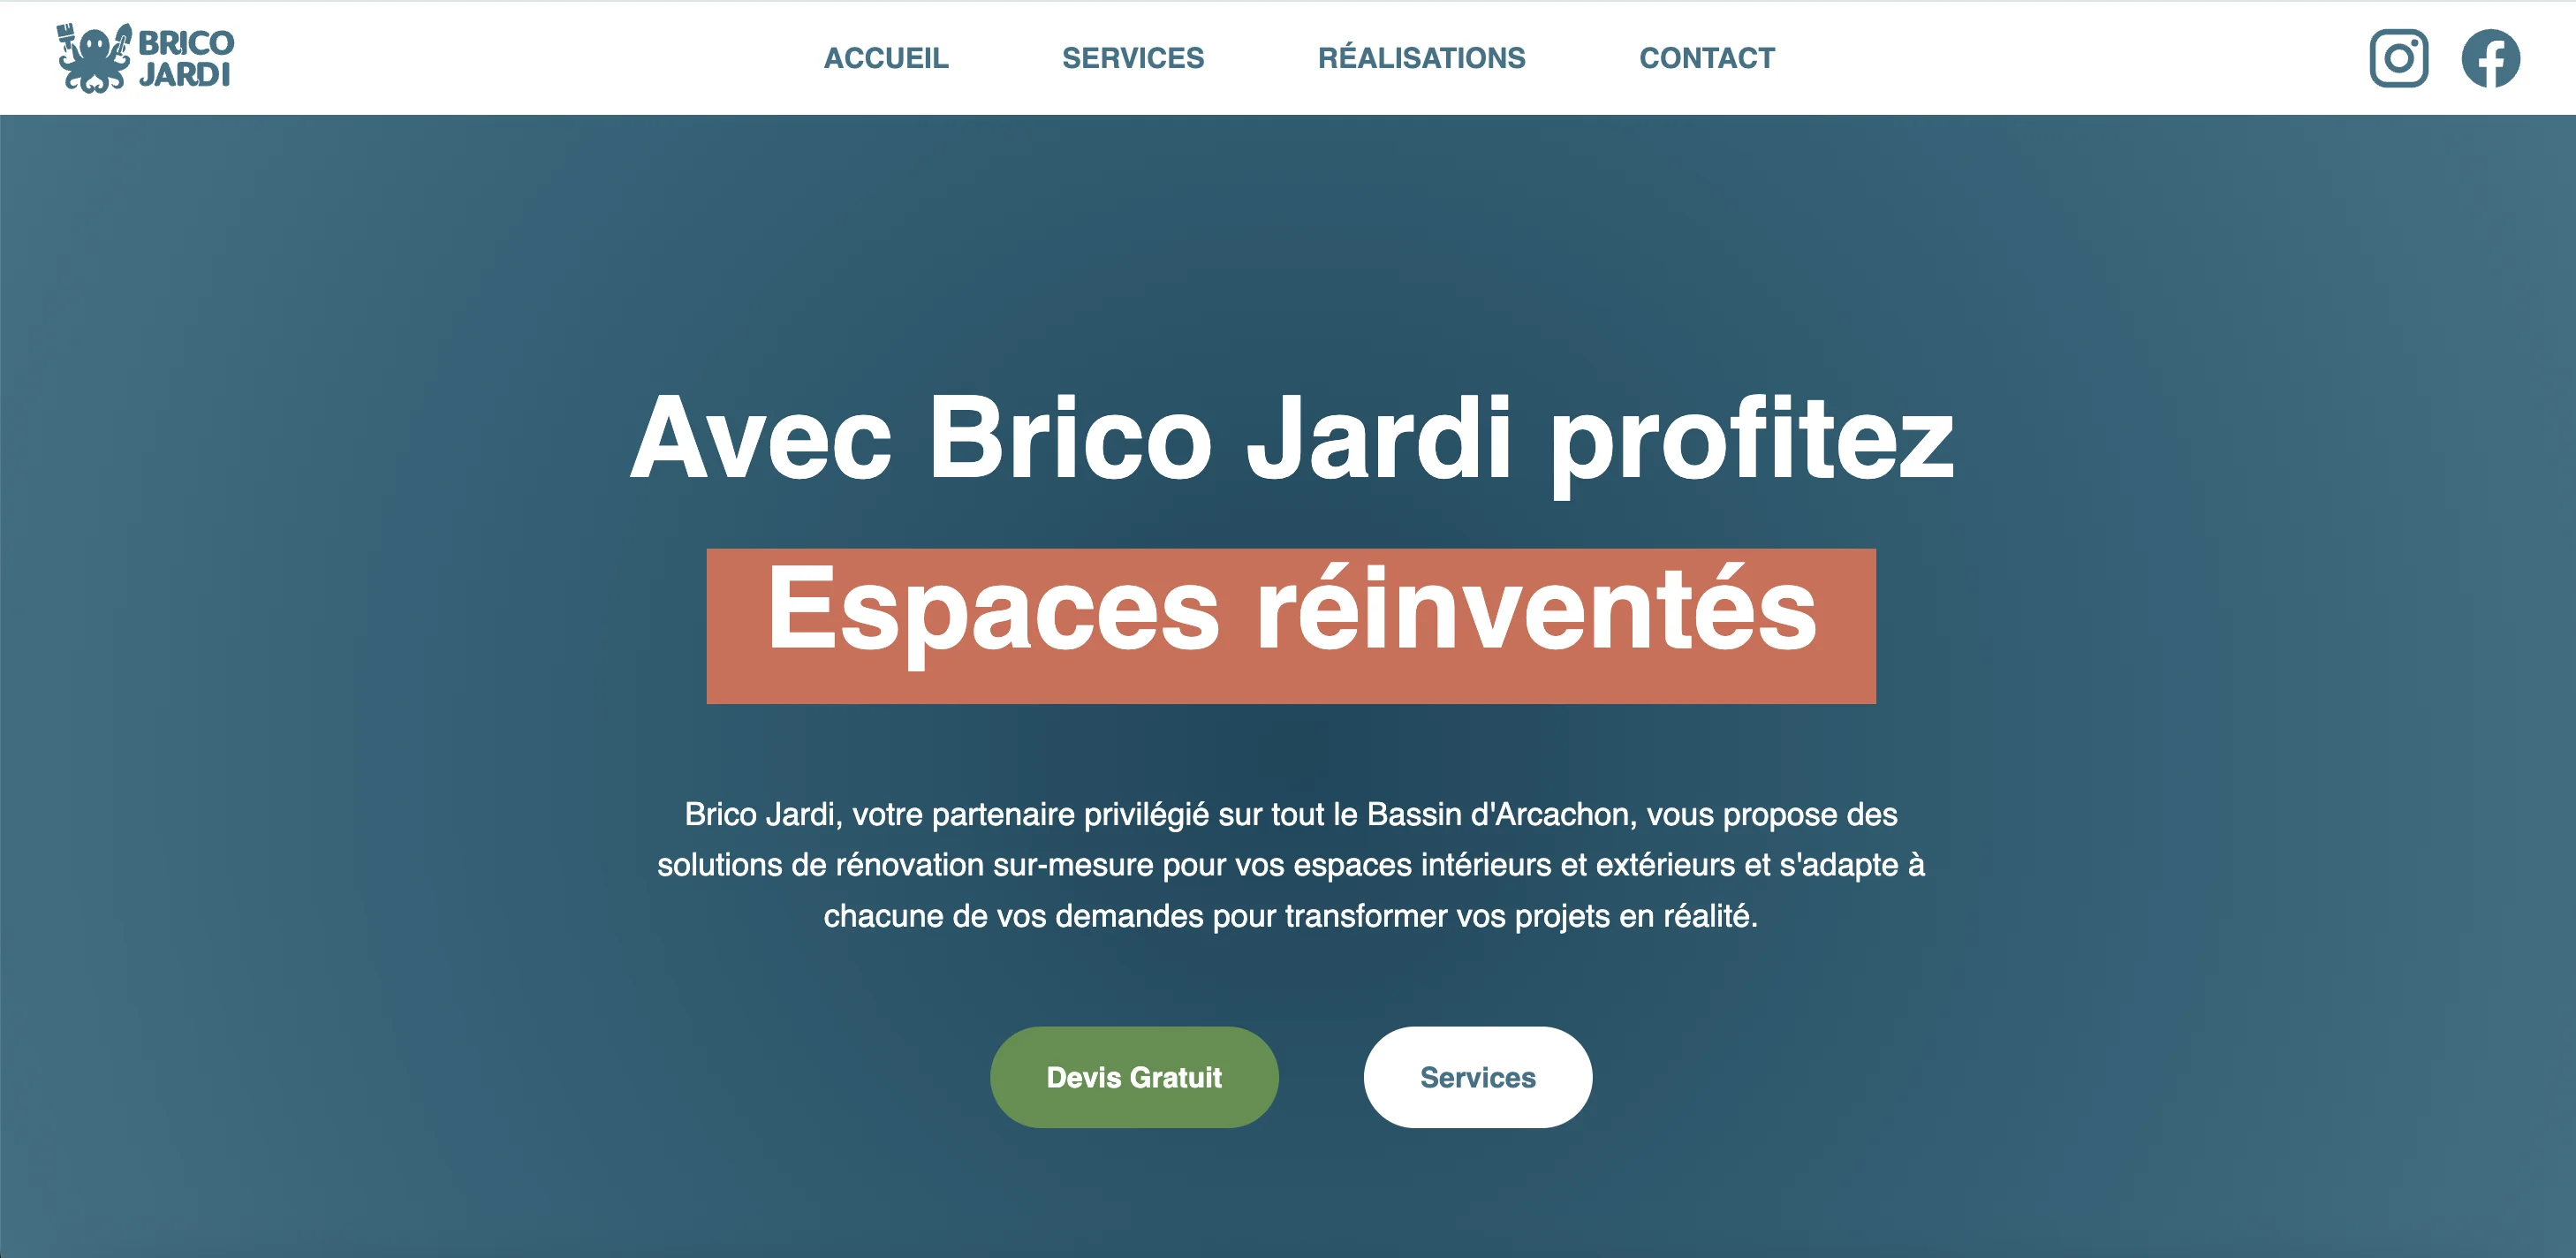 BRICO
JARDI
ACCUEIL SERVICES RÉALISATIONS CONTACT
Avec Brico Jardi profitez
Espaces réinventés
Brico Jardi, votre partenaire privilégié sur tout le Bassin d'Arcachon, vous propose des
solutions de rénovation sur-mesure pour vos espaces intérieurs et extérieurs et s'adapte à
chacune de vos demandes pour transformer vos projets en réalité.
Devis Gratuit Services